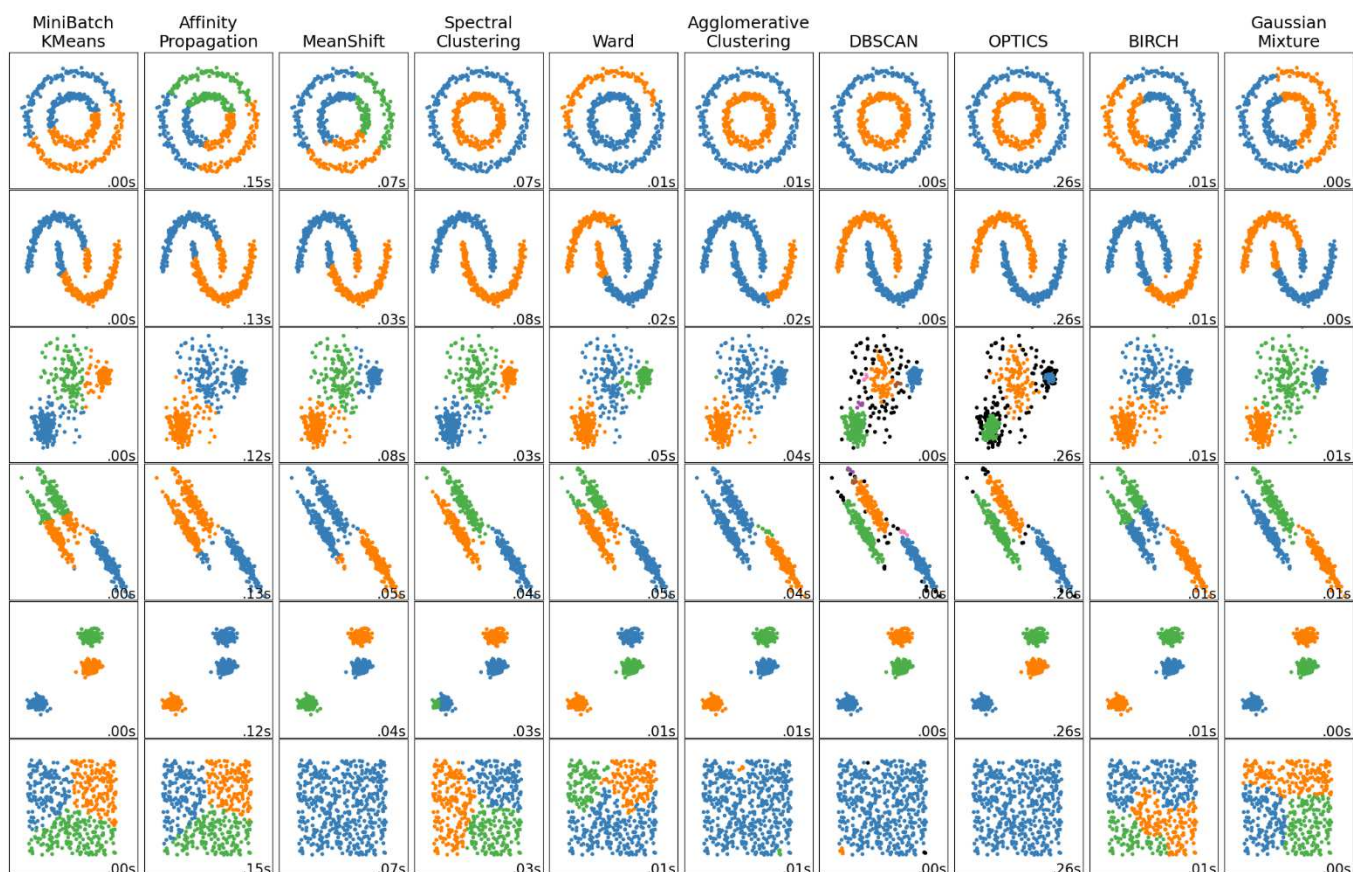 MiniBatch
KMeans
Affinity
Propagation
MeanShift
Spectral
Clustering
Ward
Agglomerative
Clustering
DBSCAN
OPTICS
BIRCH
Gaussian
Mixture
.00s
.15s
.07s
.07s
.01s
.01s
.00s
.26s
.01s
.00s
.00s
.13s
.03s
.08s
.02s
.02s
.00s
.26s
.01s
.00s
.00s
.12s
.08s
.03s
.05s
.04s
.00s
.26s
.01s
.01s
.00s
.13s
.05s
.04s
.05s
.04s
.00s
.26s
.01s
.01s
.00s
.12s
.04s
.03s
.01s
.01s
.00s
.26s
.01s
.00s
.00s
.15s
.07s
.03s
.01s
.01s
.00s
.26s
.01s
.00s